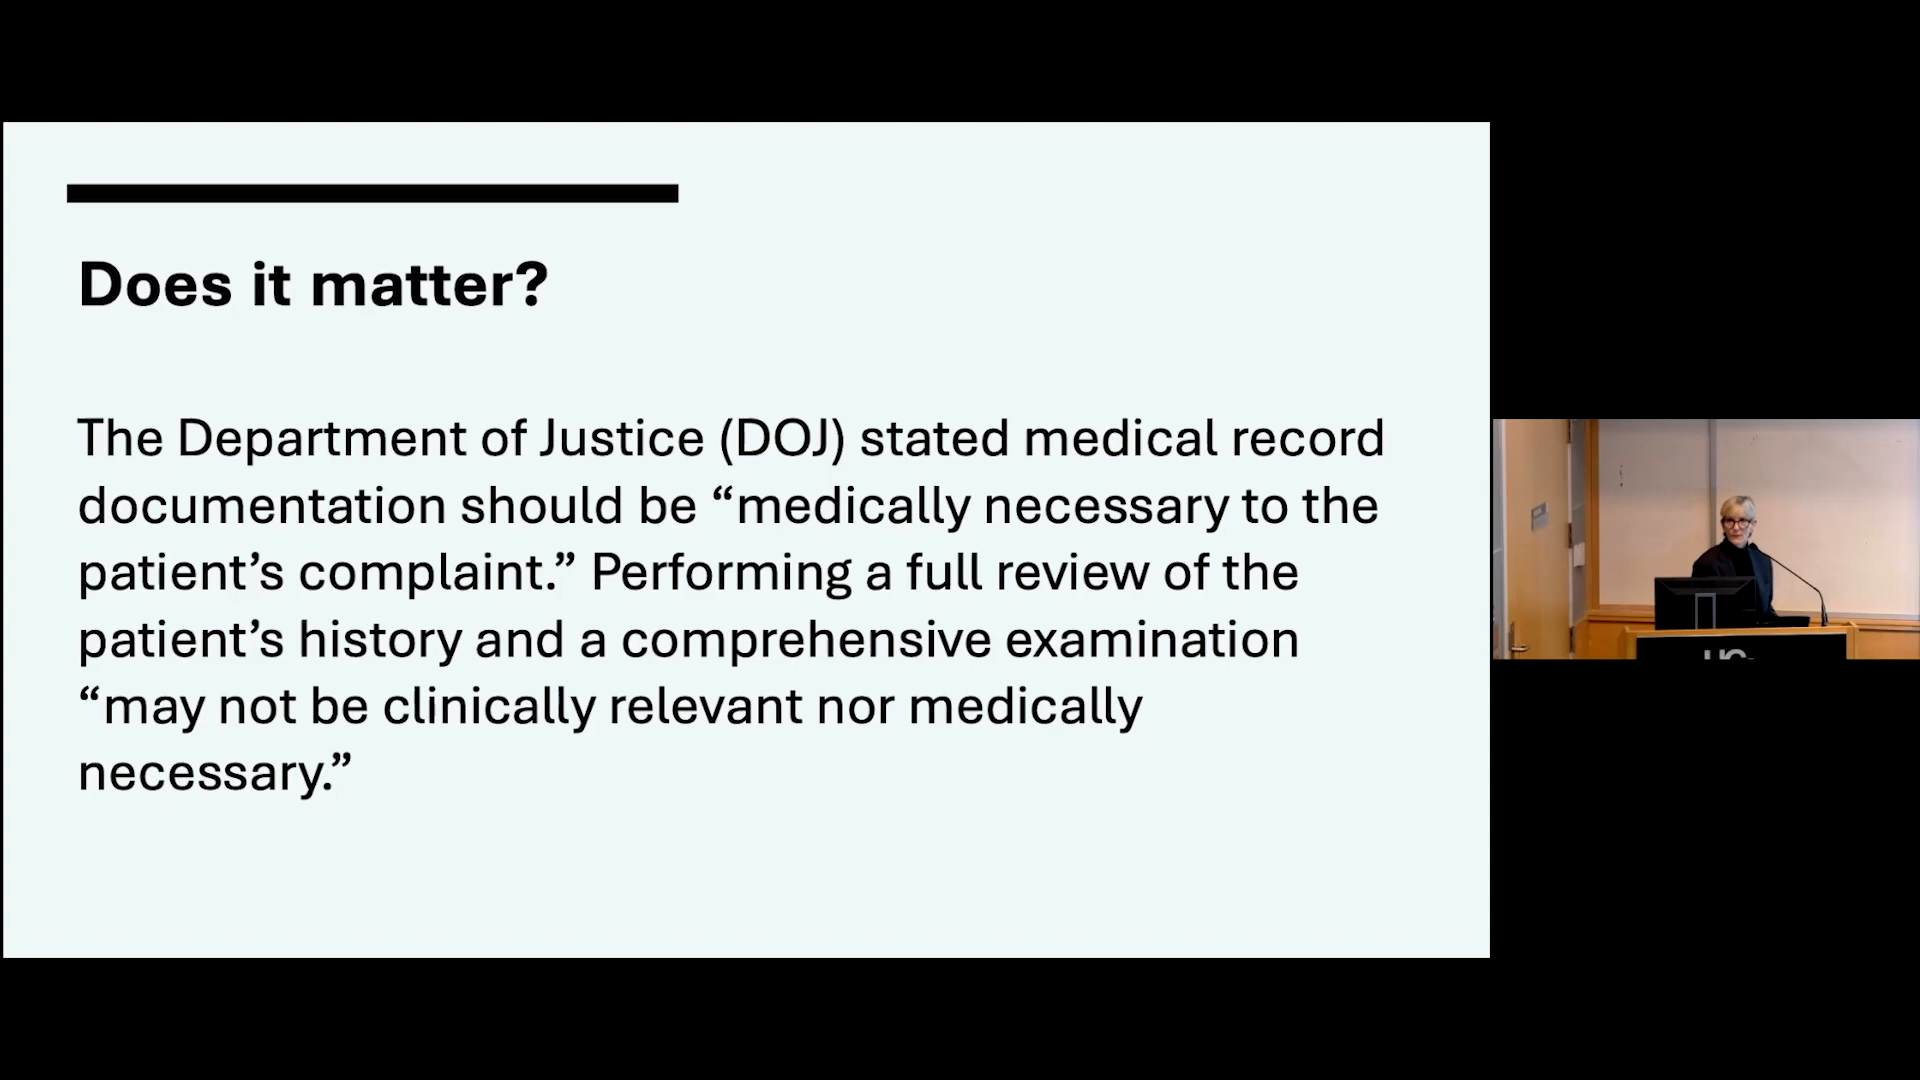 Does it matter?
The Department of Justice (DOJ) stated medical record
documentation should be “medically necessary to the
patient’s complaint.” Performing a full review of the
patient’s history and a comprehensive examination
“may not be clinically relevant nor medically
necessary.”